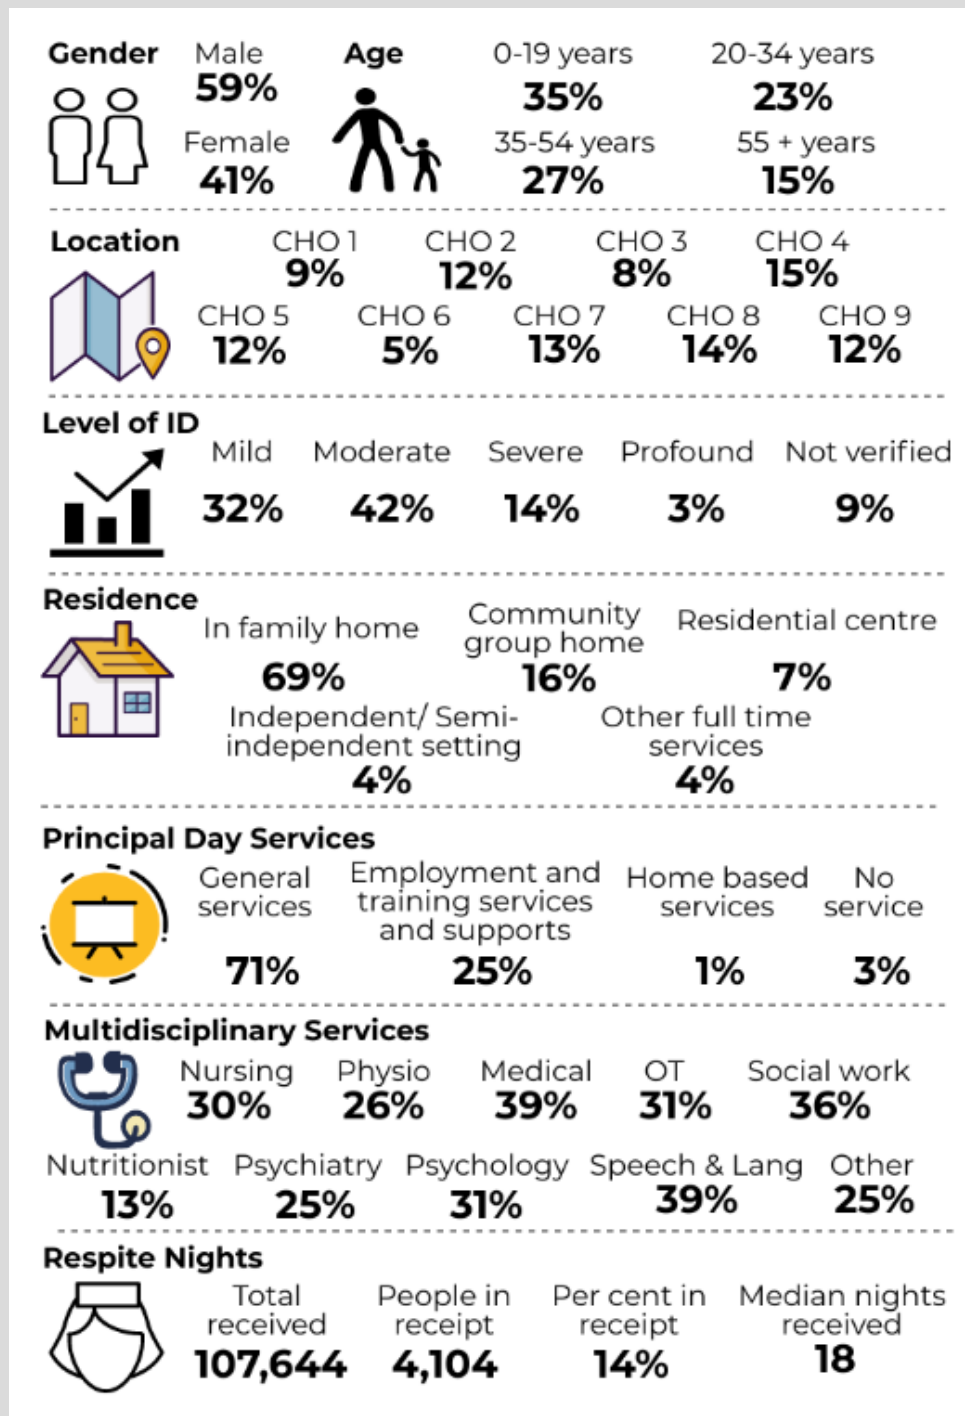 Gender
Male
59%
Female
41%
Age
0-19 years
35%
20-34 years
23%
35-54 years
27%
55 + years
15%
Location
CHO 1
9%
CHO 2
12%
CHO 3
8%
CHO 4
15%
CHO 5
12%
CHO 6
5%
CHO 7
13%
CHO 8
14%
CHO 9
12%
Level of ID
Mild
32%
Moderate
42%
Severe
14%
Profound
3%
Not verified
9%
Residence
In family home
69%
Community
group home
16%
Residential centre
7%
Independent/ Semi-
independent setting
4%
Other full time
services
4%
Principal Day Services
General
services
71%
Employment and
training services
and supports
25%
Home based
services
1%
No
service
3%
Multidisciplinary Services
Nursing
30%
Physio
26%
Medical
39%
OT
31%
Social work
36%
Nutritionist
13%
Psychiatry
25%
Psychology
31%
Speech & Lang
39%
Other
25%
Respite Nights
Total
received
107,644
People in
receipt
4,104
Per cent in
receipt
14%
Median nights
received
18